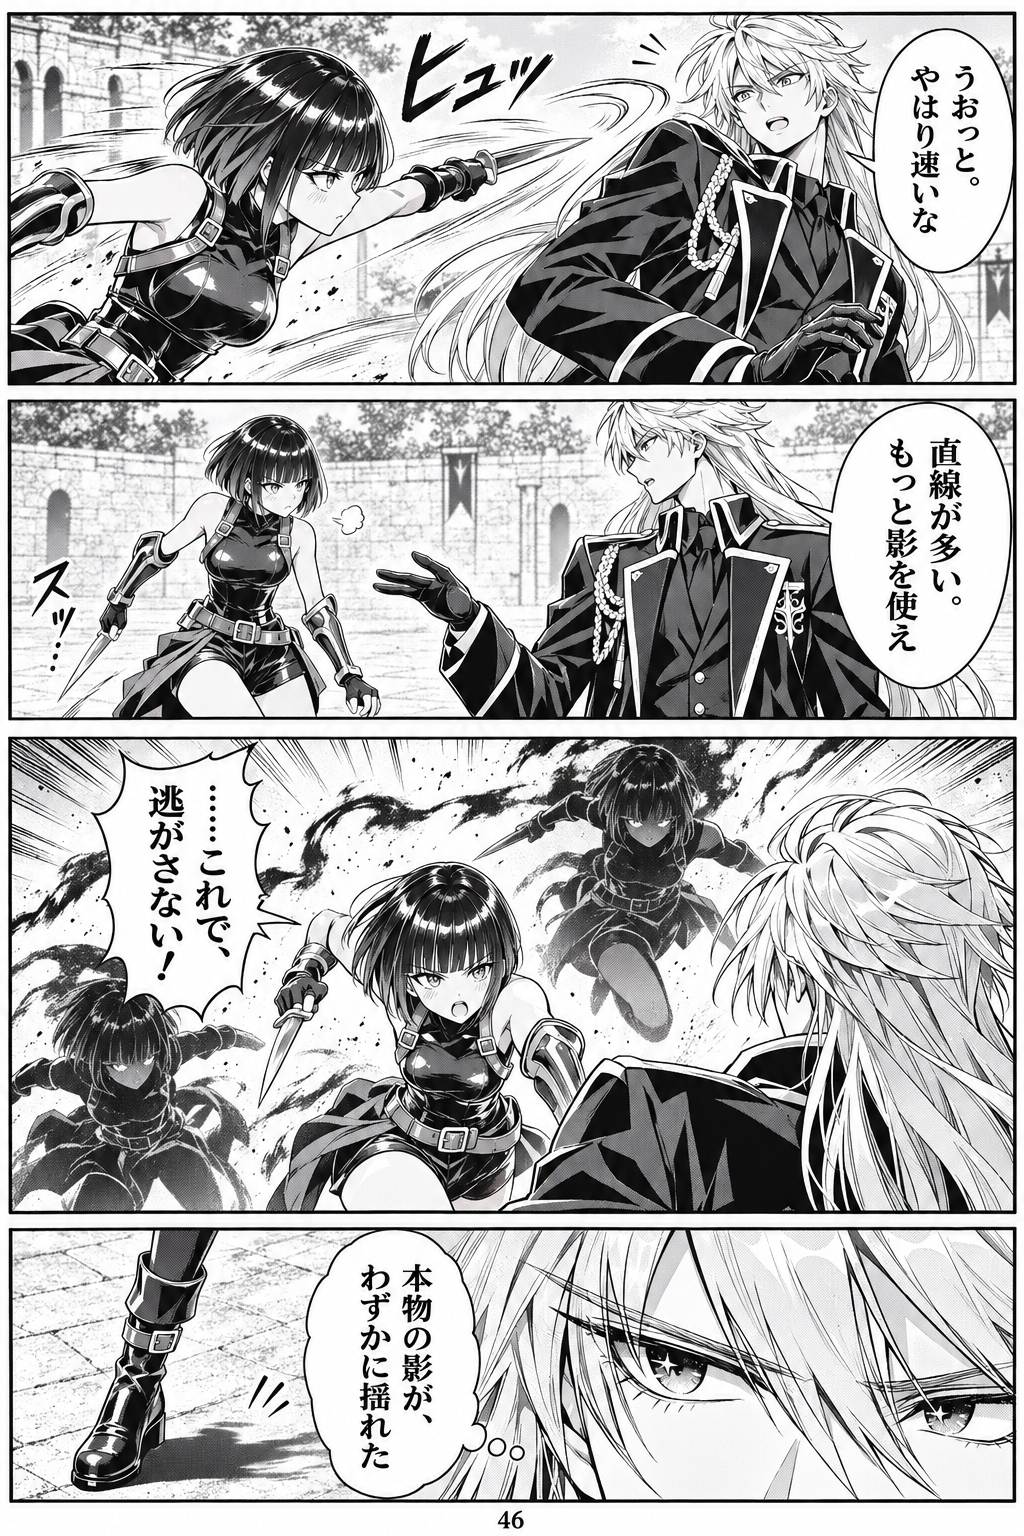 ヒュッ
うおっと。
やはり速いな
直線が多い。
もっと影を使え
スッ…
……これで、
逃がさない！
本物の影が、
わずかに揺れた
46